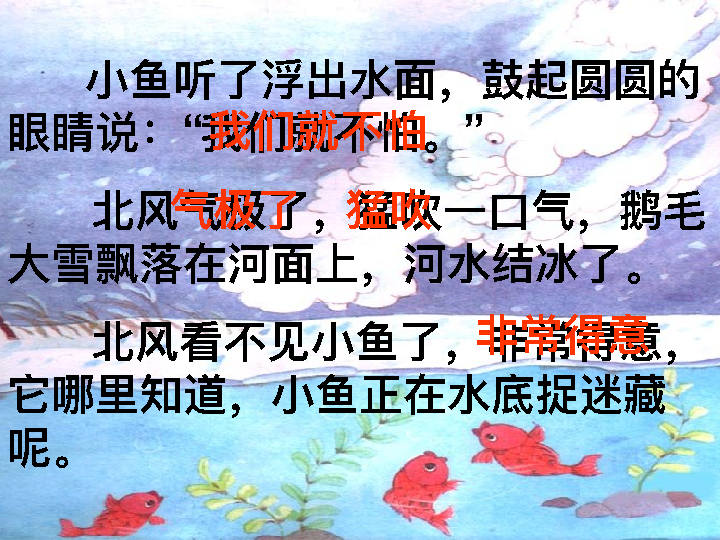 小鱼听了浮出水面，鼓起圆圆的
眼睛说：“我们就不怕。”
北风气极了，猛吹一口气，鹅毛
大雪飘落在河面上，河水结冰了。
北风看不见小鱼了，非常得意，
它哪里知道，小鱼正在水底捉迷藏
呢。